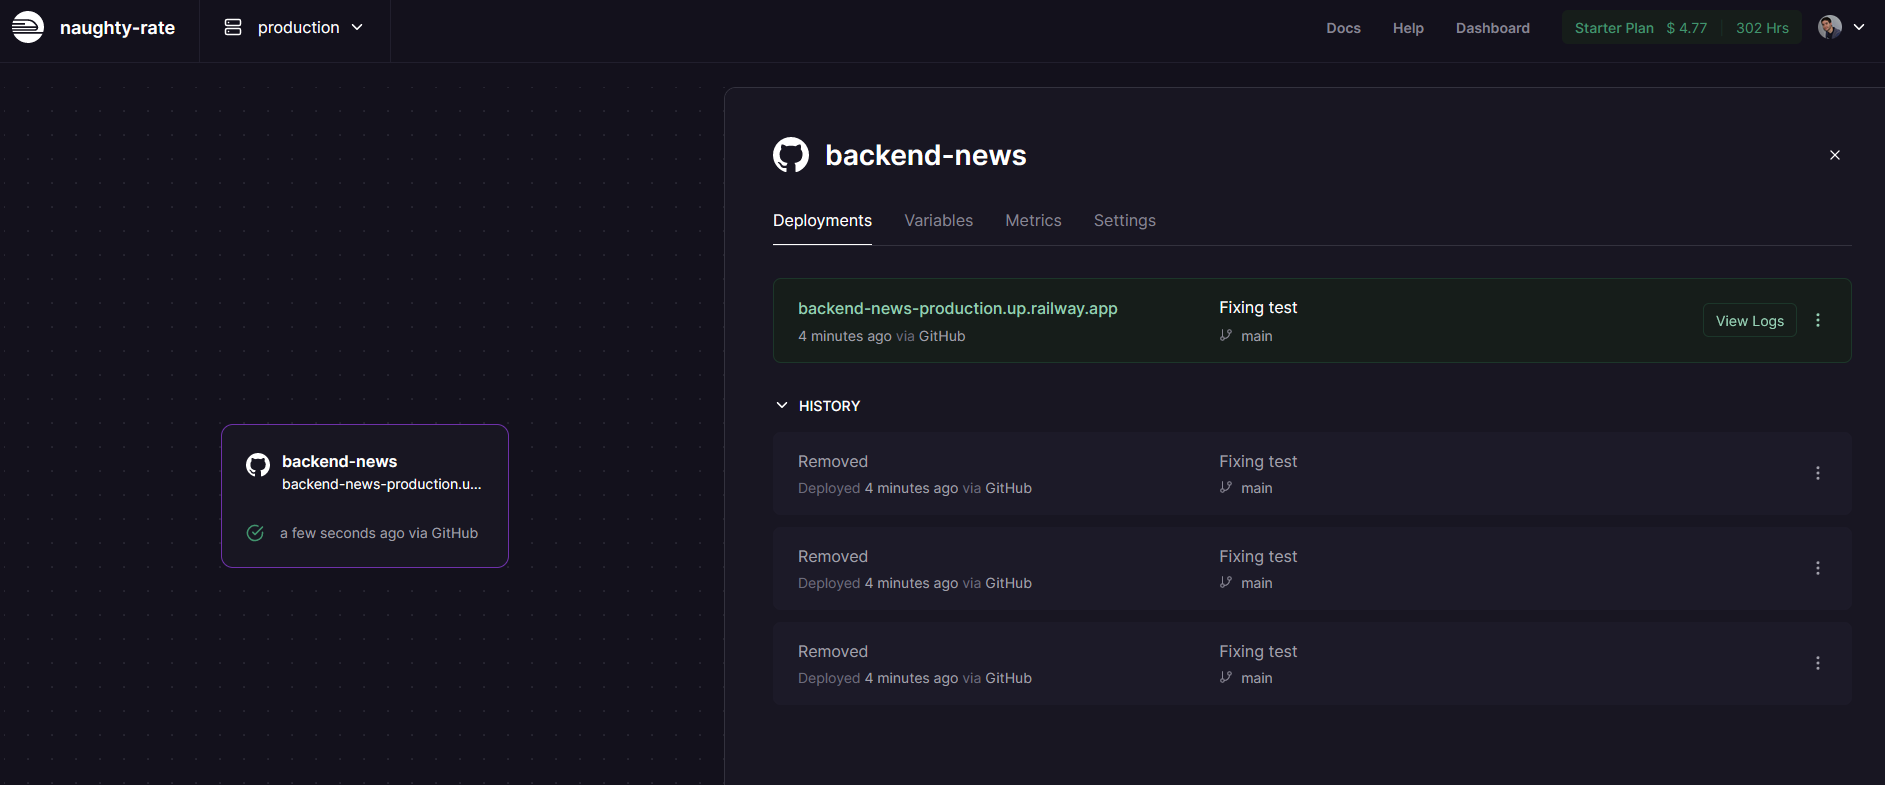 naughty-rate
production
Docs Help Dashboard Starter Plan $ 4.77 302 Hrs
backend-news
backend-news-production.u...
a few seconds ago via GitHub
backend-news
Deployments Variables Metrics Settings
backend-news-production.up.railway.app Fixing test
4 minutes ago via GitHub main
View Logs
HISTORY
Removed Fixing test
Deployed 4 minutes ago via GitHub main
Removed Fixing test
Deployed 4 minutes ago via GitHub main
Removed Fixing test
Deployed 4 minutes ago via GitHub main